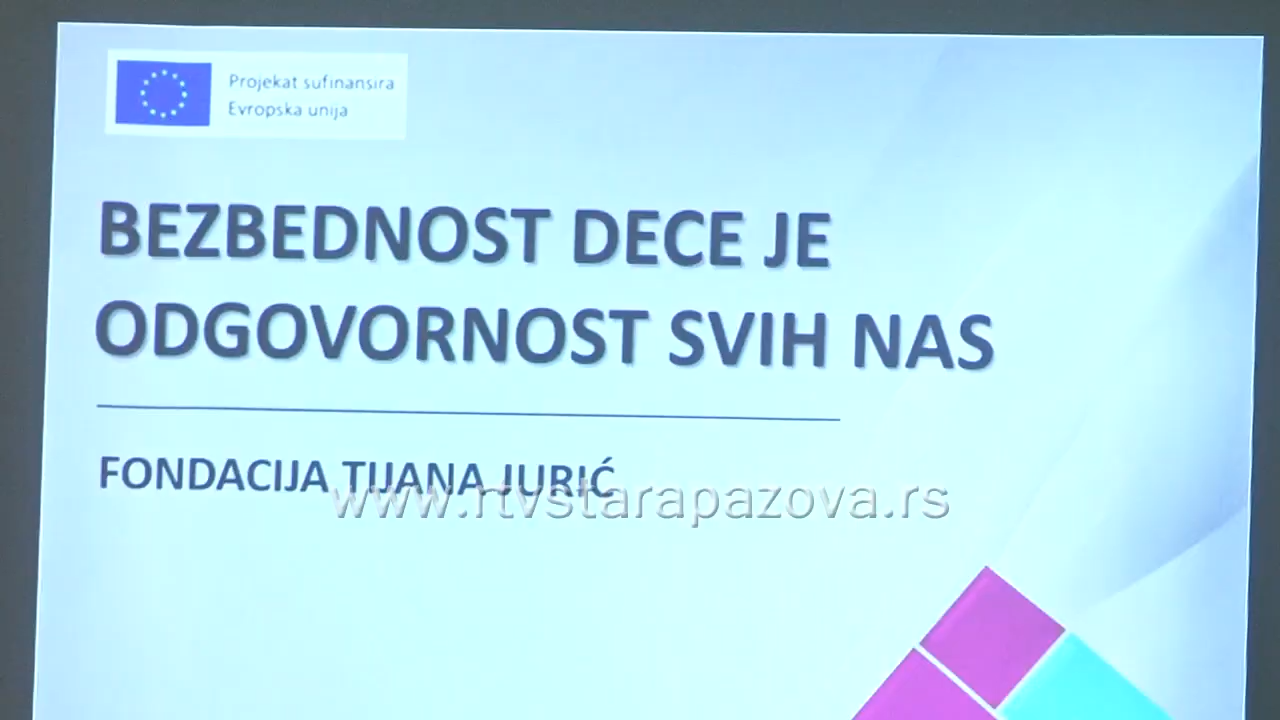 Projekat sufinansira
Evropska unija
BEZBEDNOST DECE JE
ODGOVORNOST SVIH NAS
FONDACIJA TIJANA JURIĆ
www.rtvstarapazova.rs